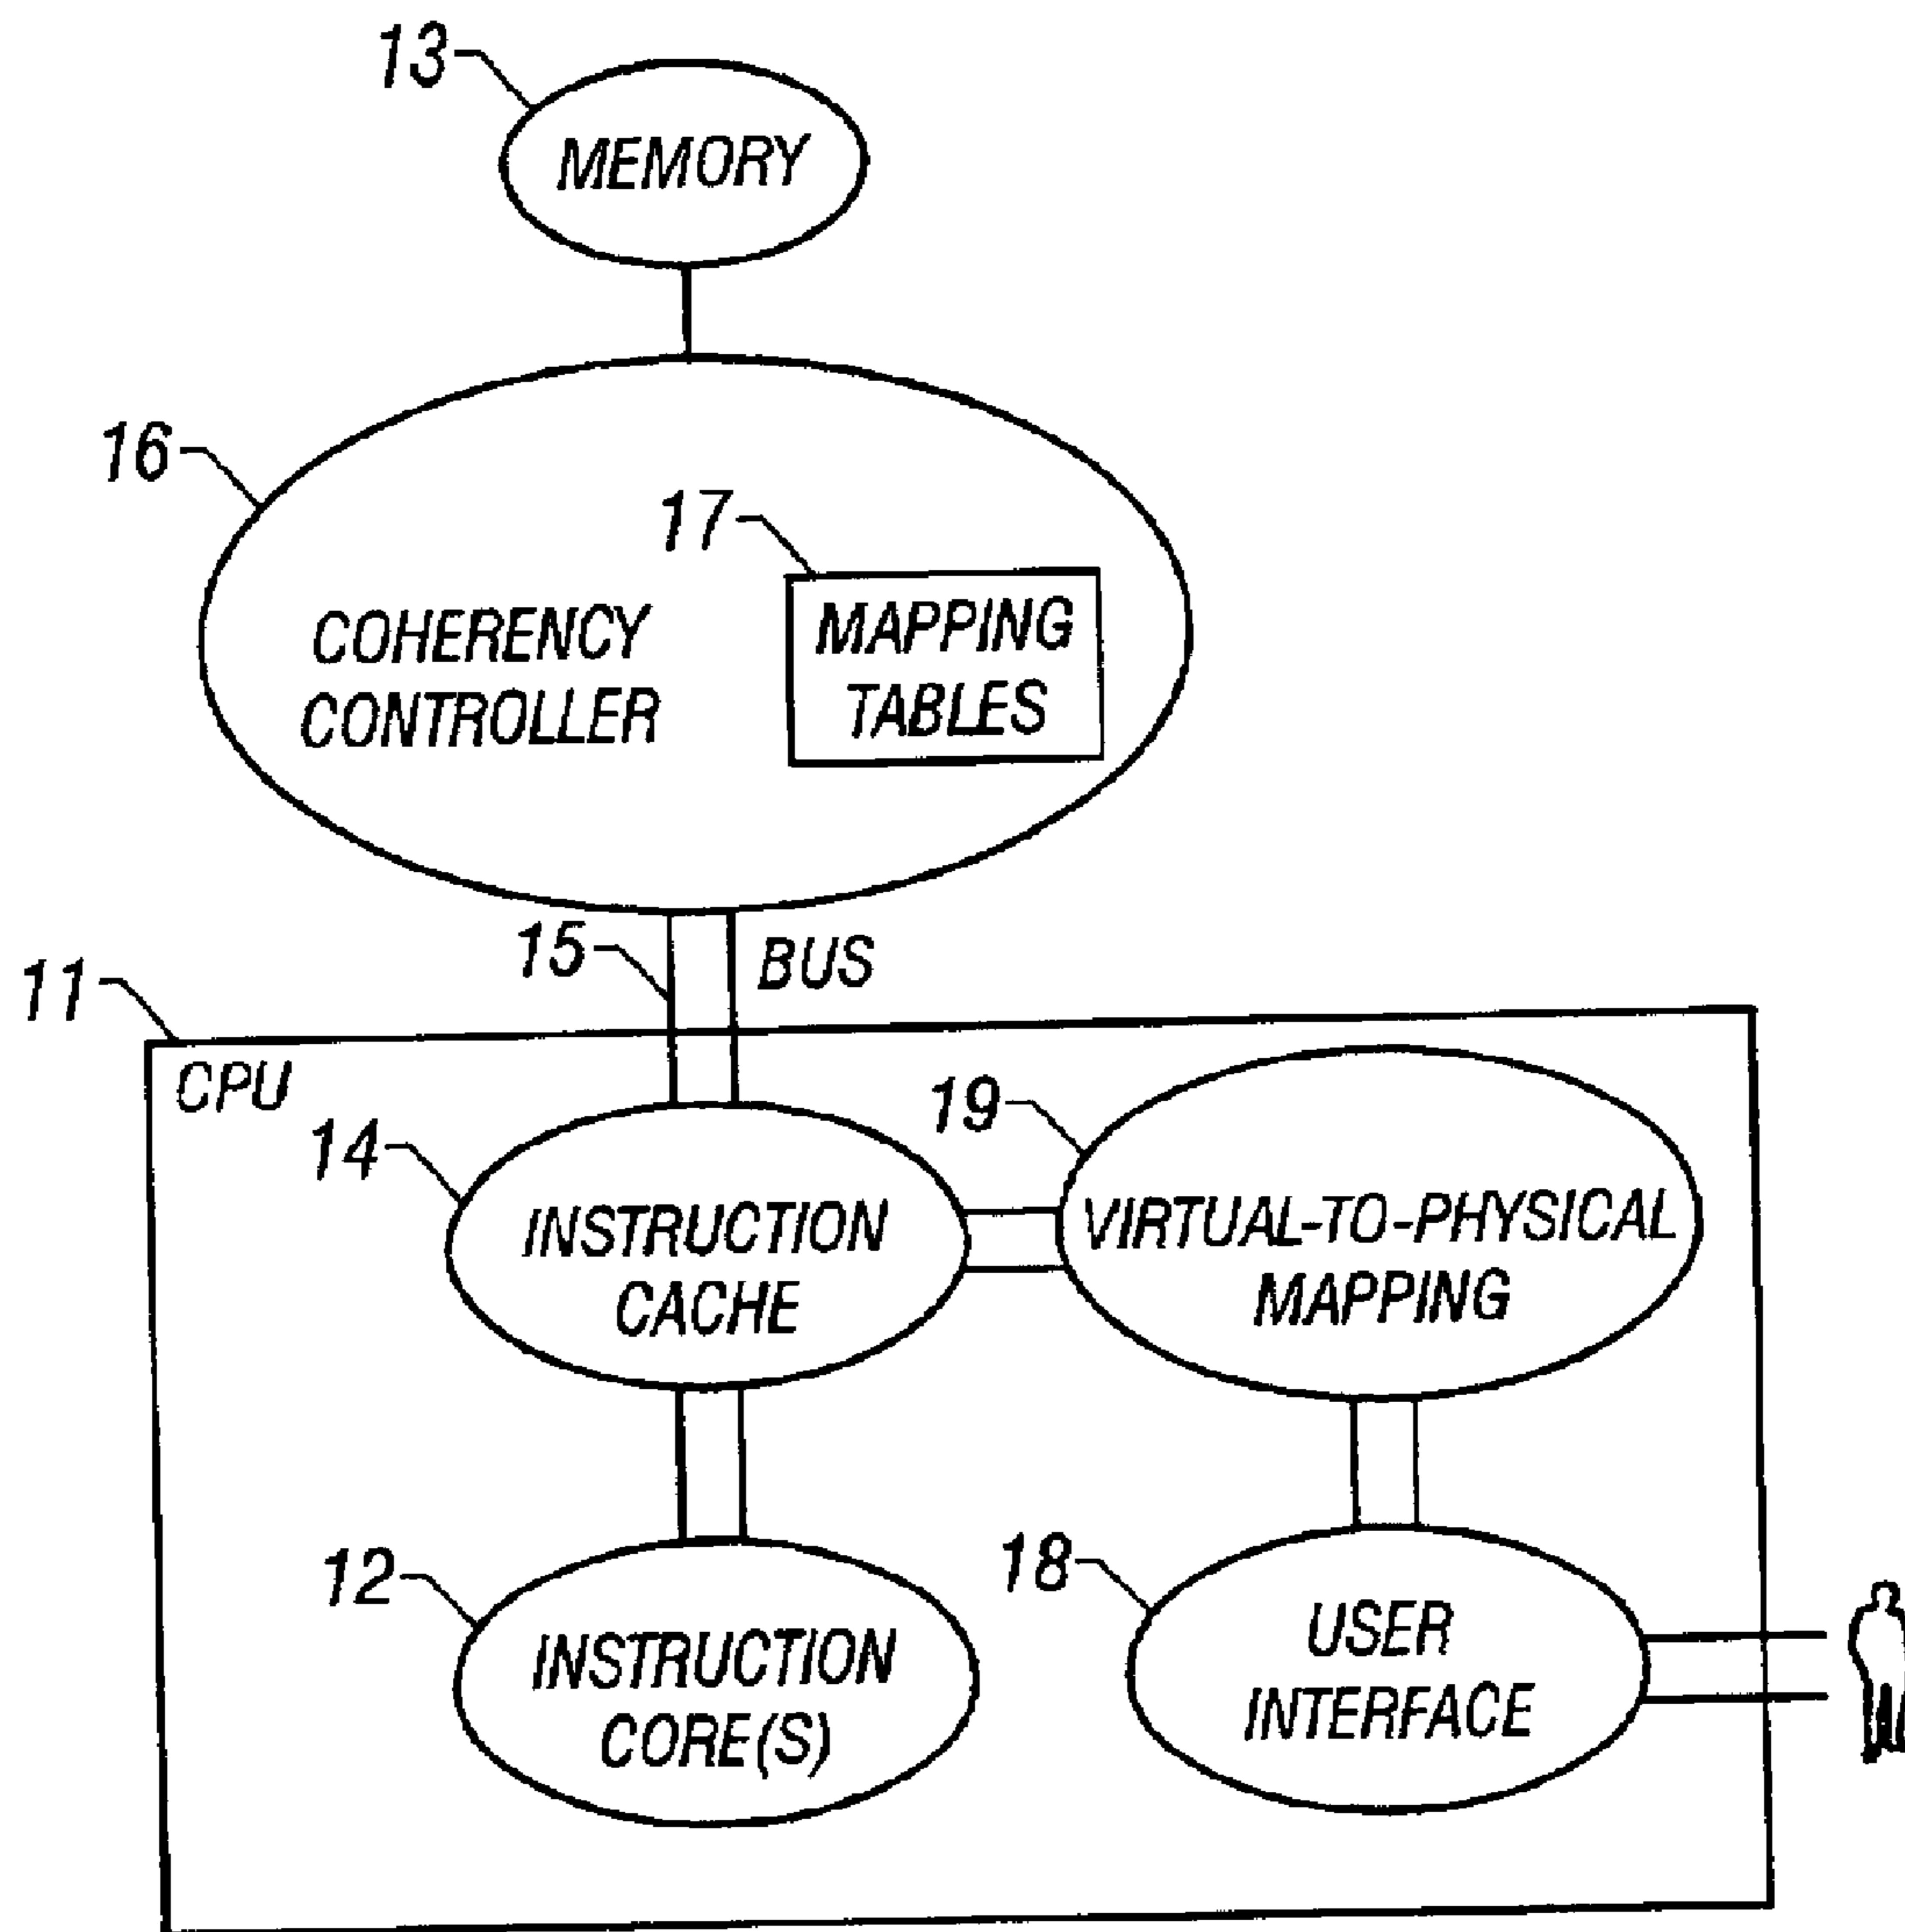 13
MEMORY
16
17
COHERENCY
CONTROLLER
MAPPING
TABLES
15
BUS
11
CPU
14
19
INSTRUCTION
CACHE
VIRTUAL-TO-PHYSICAL
MAPPING
12
18
INSTRUCTION
CORE(S)
USER
INTERFACE